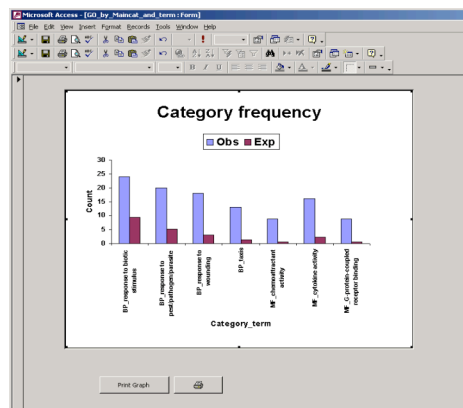 Microsoft Access - [GO_by_Maincat_and_term : Form]
File Edit View Insert Format Records Tools Window Help
B I U
Category frequency
Obs Exp
30
25
20
15
10
5
0
Count
BP_response to biotic
stimulus
BP_response to
pest/pathogen/parasite
BP_response to
wounding
BP_taxis
MF_chemoattractant
activity
MF_cytokine activity
MF_G-protein-coupled
receptor binding
Category_term
Print Graph